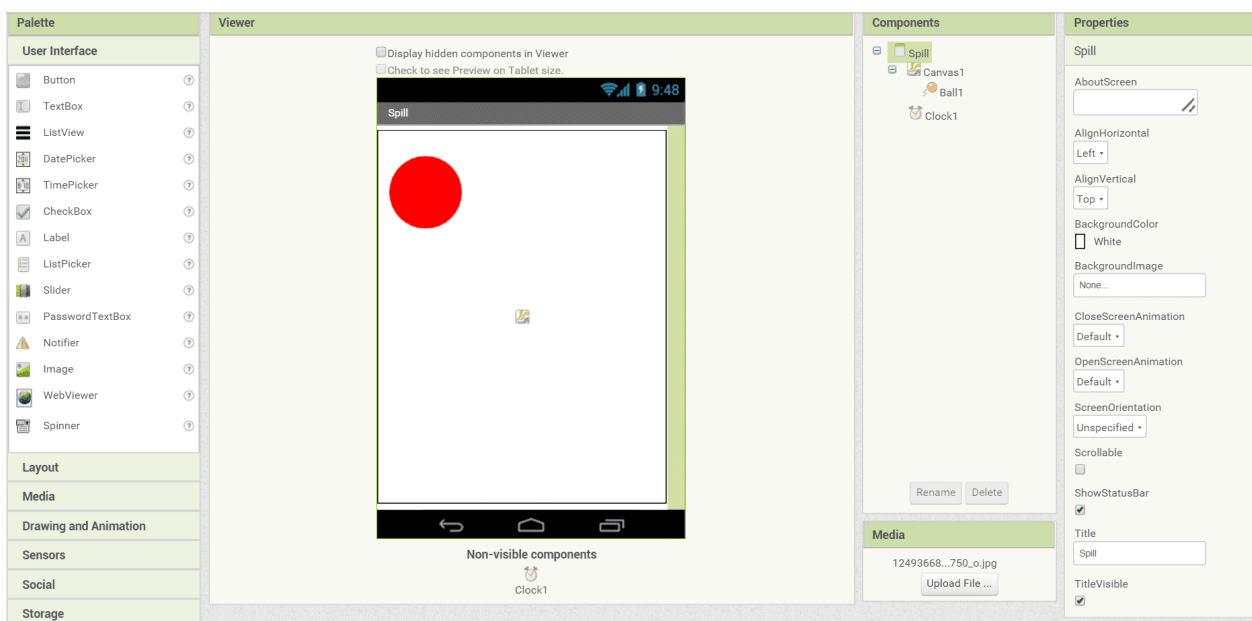 Palette
User Interface
Button
TextBox
ListView
DatePicker
TimePicker
CheckBox
Label
ListPicker
Slider
PasswordTextBox
Notifier
Image
WebViewer
Spinner
Layout
Media
Drawing and Animation
Sensors
Social
Storage
Viewer
Display hidden components in Viewer
Check to see Preview on Tablet size.
9:48
Spill
Non-visible components
Clock1
Components
Spill
Canvas1
Ball1
Clock1
Rename Delete
Media
12493668...750_o.jpg
Upload File ...
Properties
Spill
AboutScreen
AlignHorizontal
Left
AlignVertical
Top
BackgroundColor
White
BackgroundImage
None...
CloseScreenAnimation
Default
OpenScreenAnimation
Default
ScreenOrientation
Unspecified
Scrollable
ShowStatusBar
Title
Spill
TitleVisible